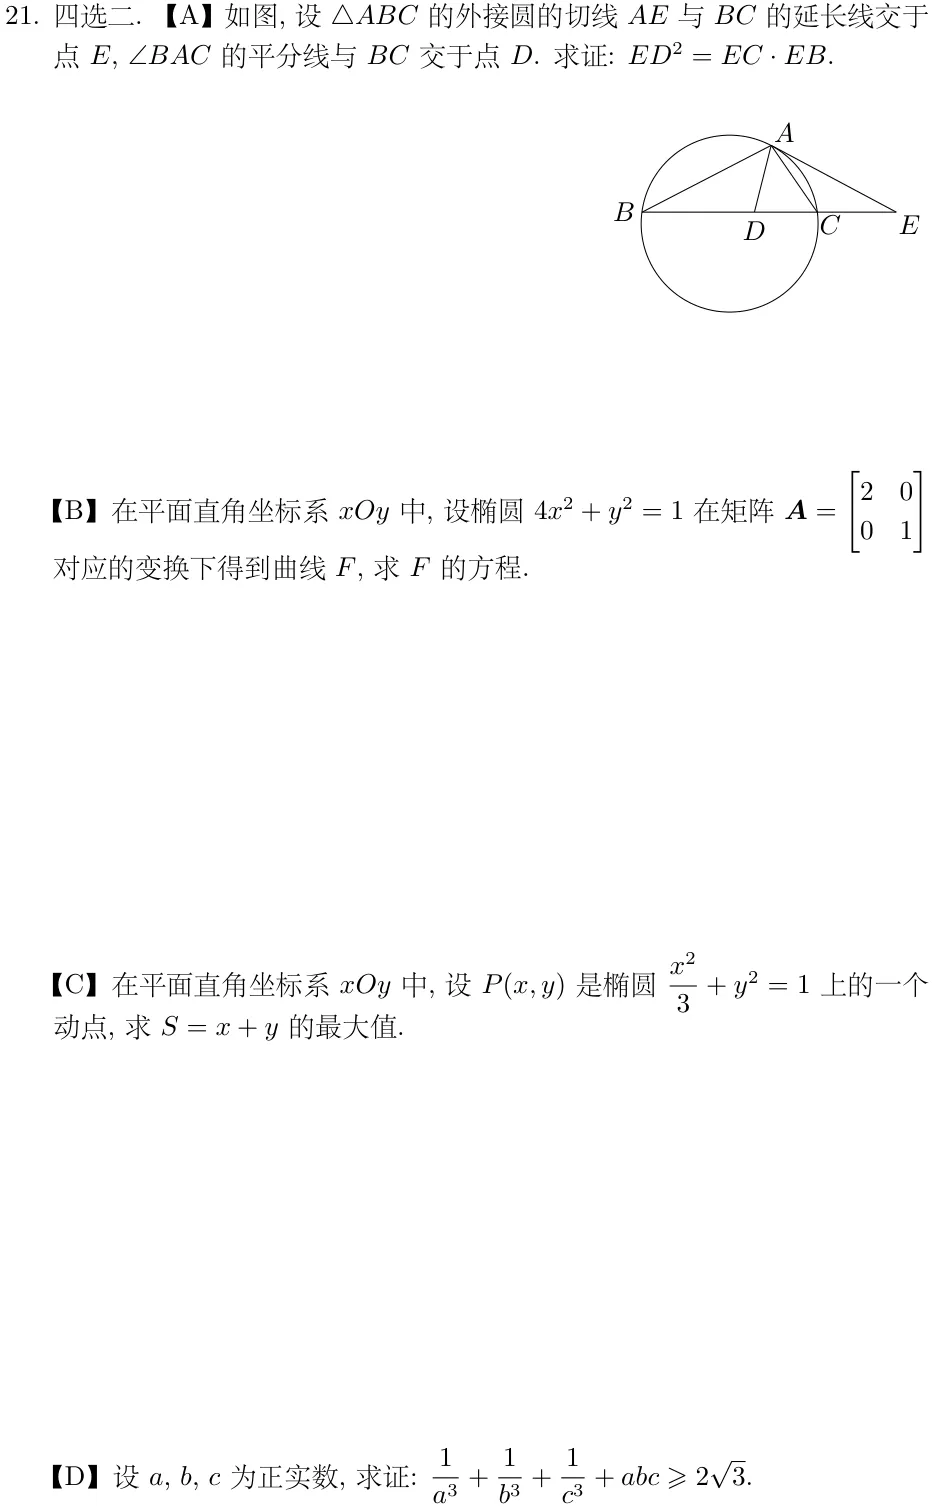 21. 四选二. 【A】如图, 设 △ABC 的外接圆的切线 AE 与 BC 的延长线交于
点 E, ∠BAC 的平分线与 BC 交于点 D. 求证: ED² = EC · EB.
A
B
D
C
E
【B】在平面直角坐标系 xOy 中, 设椭圆 4x² + y² = 1 在矩阵 A = [2 0; 0 1]
对应的变换下得到曲线 F, 求 F 的方程.
【C】在平面直角坐标系 xOy 中, 设 P(x, y) 是椭圆 x²/3 + y² = 1 上的一个
动点, 求 S = x + y 的最大值.
【D】设 a, b, c 为正实数, 求证: 1/a³ + 1/b³ + 1/c³ + abc ⩾ 2√3.